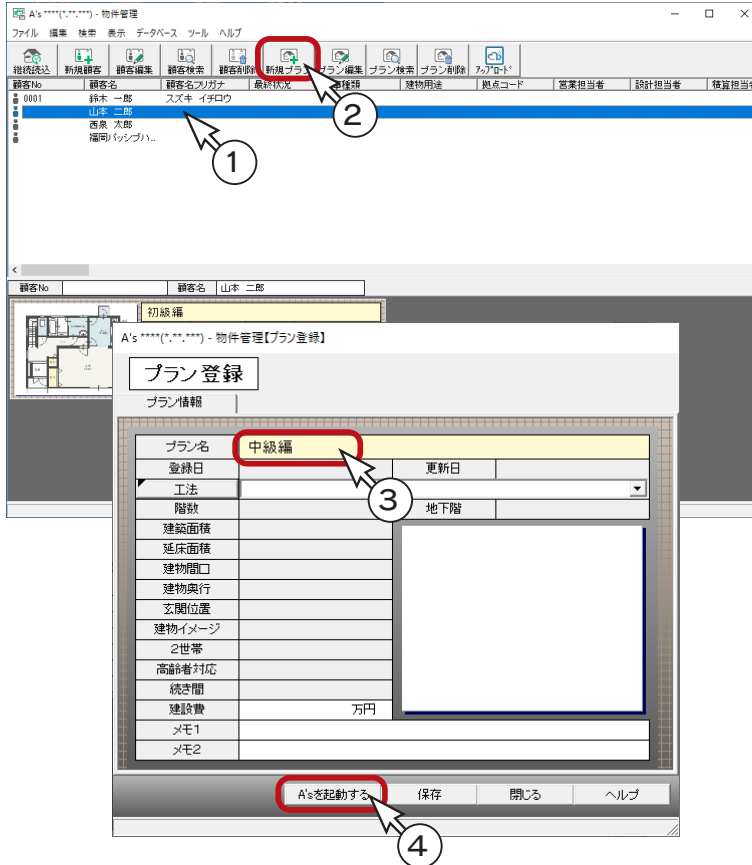 A's ****(*.**.***) - 物件管理
ファイル 編集 検索 表示 データベース ツール ヘルプ
継続読込 新規顧客 顧客編集 顧客検索 顧客削除 新規プラン プラン編集 プラン検索 プラン削除 アップロード
顧客No 顧客名 顧客名フリガナ 最終状況 事種類 建物用途 拠点コード 営業担当者 設計担当者 積算担当者
0001 鈴木 一郎 スズキ イチロウ
山本 二郎
西泉 太郎
福岡パッシブハ...
①
②
顧客No 顧客名 山本 二郎
初級編
A's ****(*.**.***) - 物件管理【プラン登録】
プラン登録
プラン情報
プラン名 中級編
登録日 更新日
工法
③
階数 地下階
建築面積
延床面積
建物間口
建物奥行
玄関位置
建物イメージ
2世帯
高齢者対応
続き間
建設費 万円
メモ1
メモ2
A'sを起動する 保存 閉じる ヘルプ
④